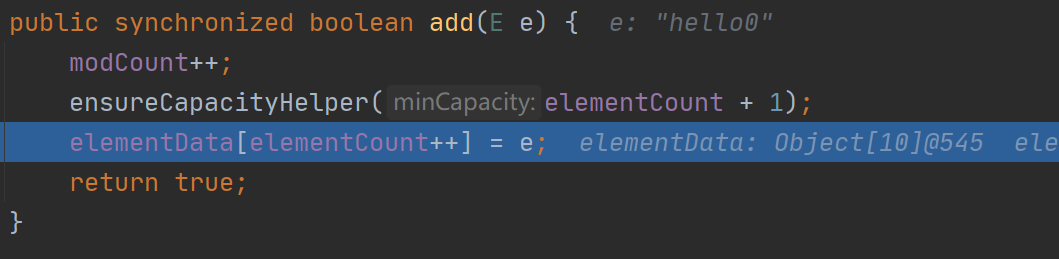 public synchronized boolean add(E e) {  e: "hello0"
    modCount++;
    ensureCapacityHelper( minCapacity: elementCount + 1);
    elementData[elementCount++] = e;  elementData: Object[10]@545  ele
    return true;
}